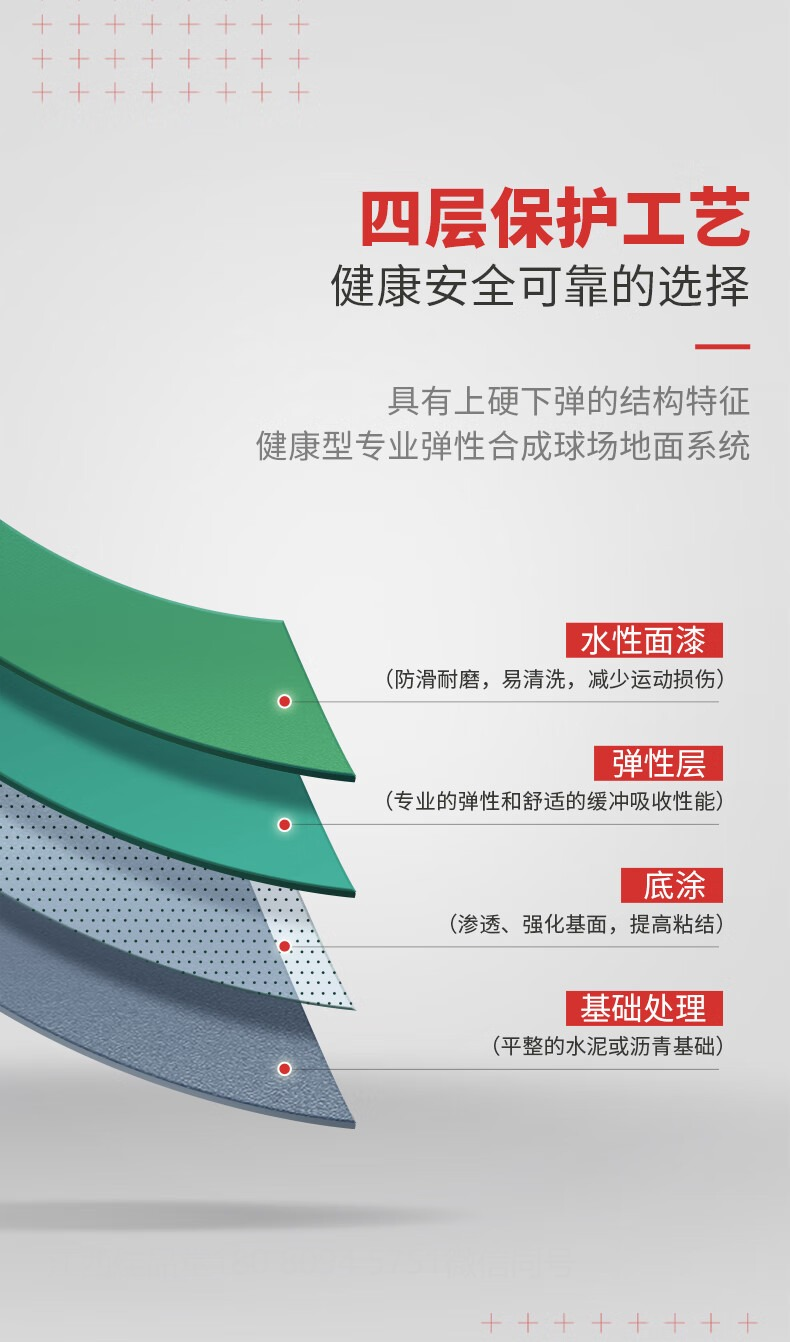 四层保护工艺
健康安全可靠的选择
具有上硬下弹的结构特征
健康型专业弹性合成球场地面系统
水性面漆
（防滑耐磨，易清洗，减少运动损伤）
弹性层
（专业的弹性和舒适的缓冲吸收性能）
底涂
（渗透、强化基面，提高粘结）
基础处理
（平整的水泥或沥青基础）